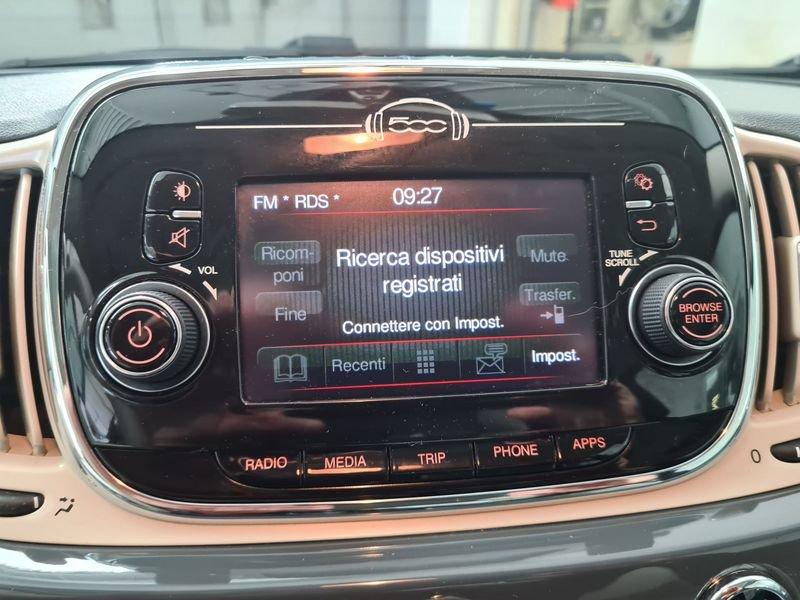 500
FM * RDS * 09:27
Ricom-
poni
Ricerca dispositivi
registrati
Mute
Fine
Trasfer.
Connettere con Impost.
Recenti
Impost.
VOL
TUNE
SCROLL
BROWSE
ENTER
RADIO
MEDIA
TRIP
PHONE
APPS
0